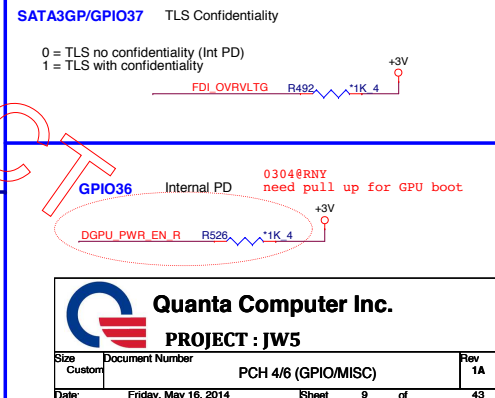 SATA3GP/GPIO37 TLS Confidentiality
0 = TLS no confidentiality (Int PD)
1 = TLS with confidentiality
+3V
FDI_OVRVLTG R492 *1K_4
CT
0304@RNY
GPIO36 Internal PD need pull up for GPU boot
+3V
DGPU_PWR_EN_R R526 *1K_4
Quanta Computer Inc.
PROJECT : JW5
Size Document Number Rev
Custom PCH 4/6 (GPIO/MISC) 1A
Date: Friday, May 16, 2014 Sheet 9 of 43